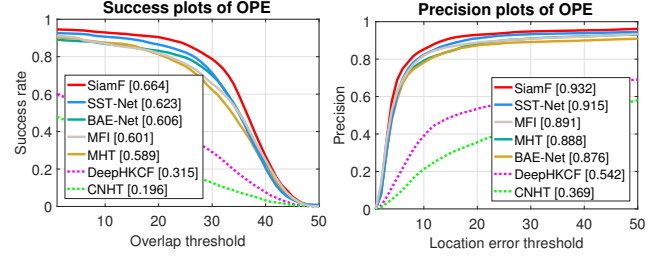 Success plots of OPE
Success rate
1
0.8
0.6
0.4
0.2
0
SiamF [0.664]
SST-Net [0.623]
BAE-Net [0.606]
MFI [0.601]
MHT [0.589]
DeepHKCF [0.315]
CNHT [0.196]
10 20 30 40 50
Overlap threshold
Precision plots of OPE
Precision
1
0.8
0.6
0.4
0.2
0
SiamF [0.932]
SST-Net [0.915]
MFI [0.891]
MHT [0.888]
BAE-Net [0.876]
DeepHKCF [0.542]
CNHT [0.369]
10 20 30 40 50
Location error threshold